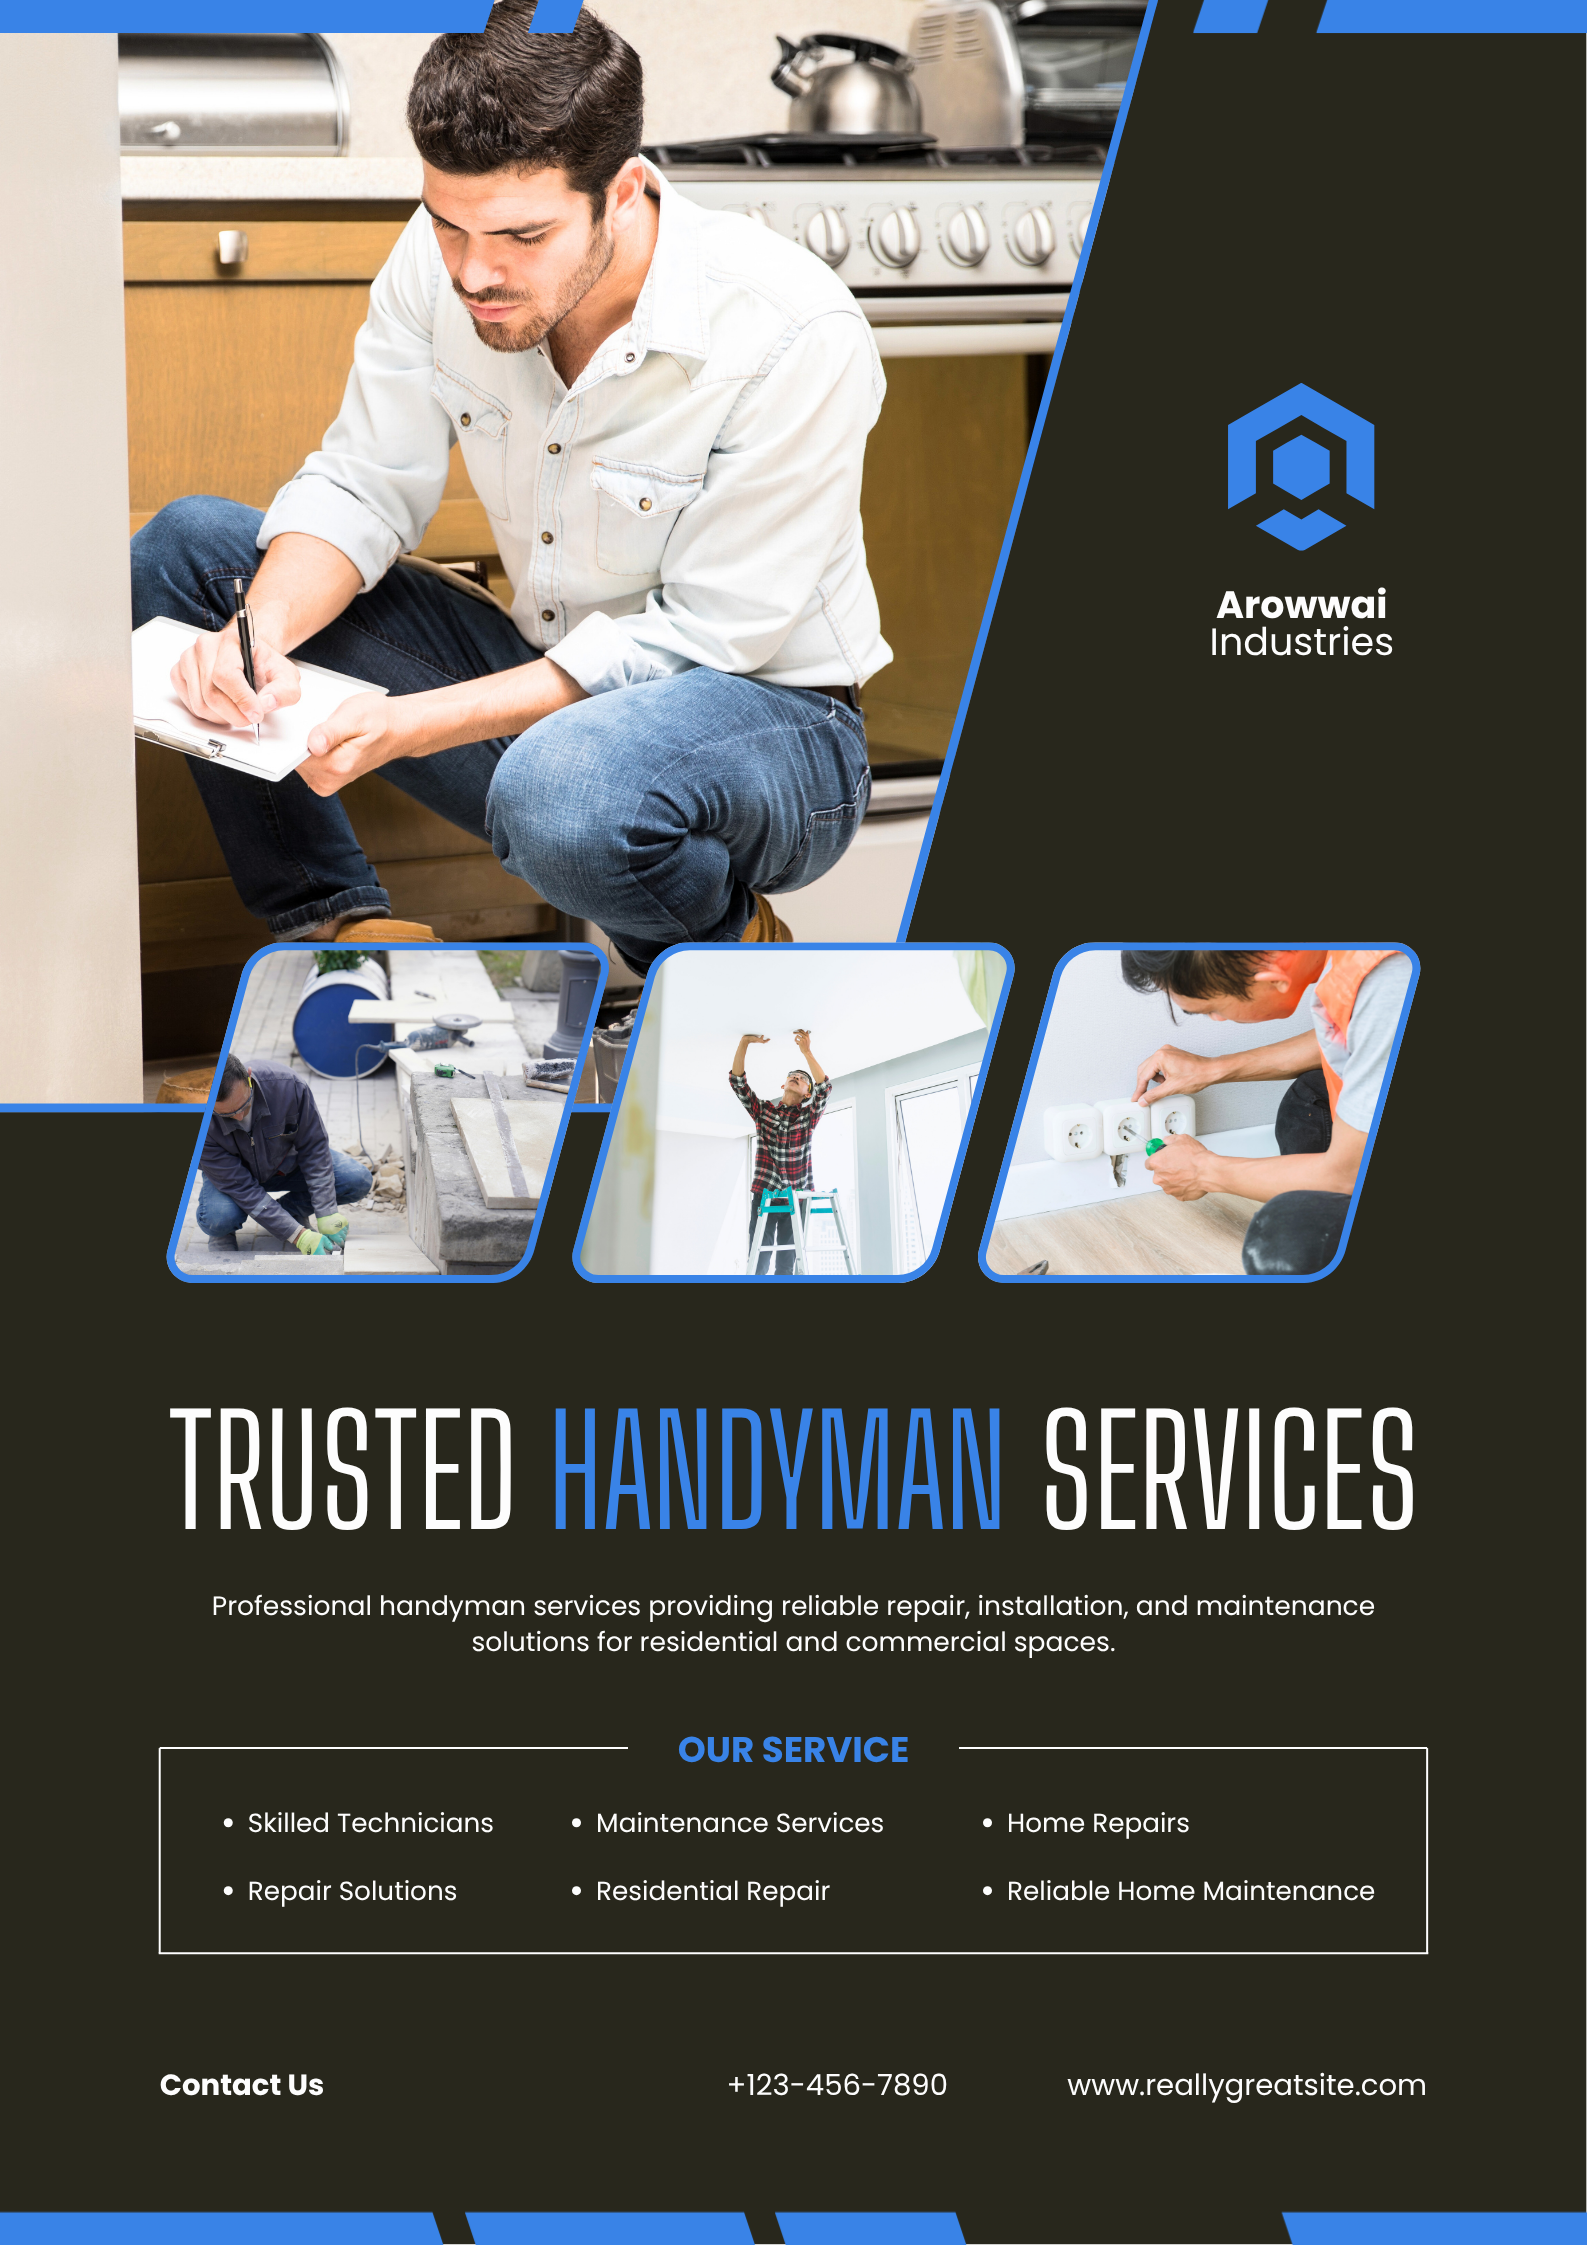 Arowwai
Industries
TRUSTED HANDYMAN SERVICES
Professional handyman services providing reliable repair, installation, and maintenance
solutions for residential and commercial spaces.
OUR SERVICE
• Skilled Technicians
• Maintenance Services
• Home Repairs
• Repair Solutions
• Residential Repair
• Reliable Home Maintenance
Contact Us
+123-456-7890
www.reallygreatsite.com